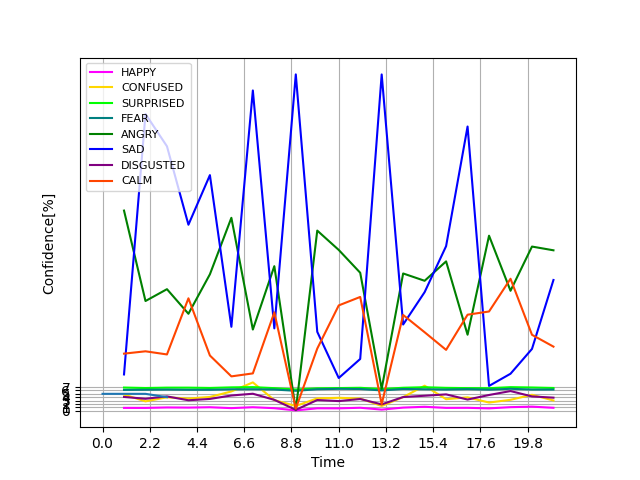 HAPPY
CONFUSED
SURPRISED
FEAR
ANGRY
SAD
DISGUSTED
CALM
Confidence[%]
0.0 2.2 4.4 6.6 8.8 11.0 13.2 15.4 17.6 19.8
Time